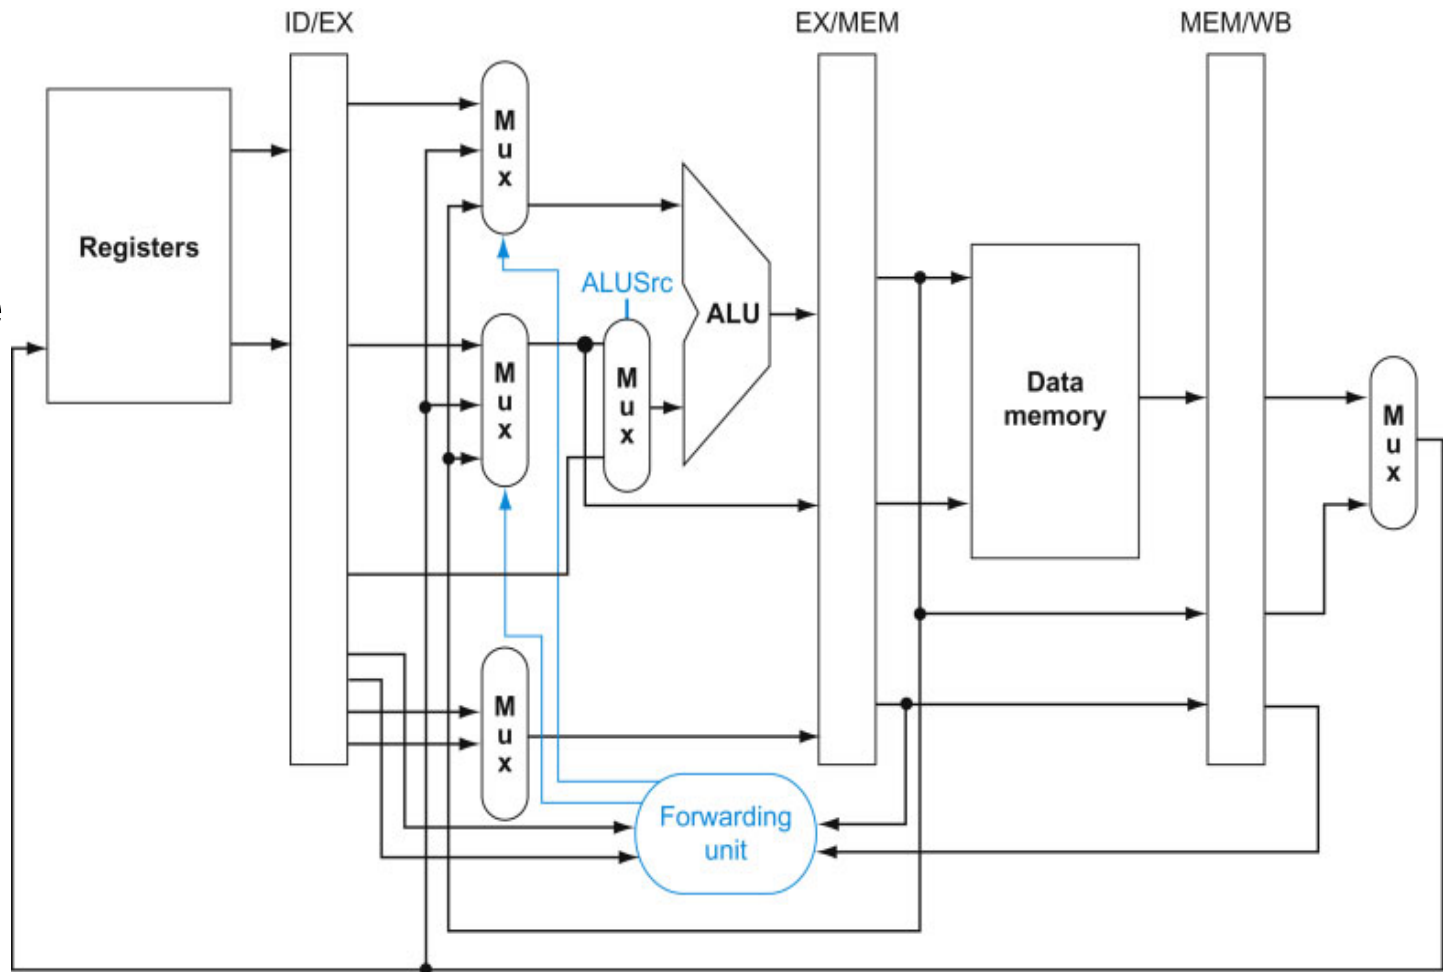 ID/EX
EX/MEM
MEM/WB
M
u
x
Registers
ALUSrc
ALU
M
u
x
M
u
x
Data
memory
M
u
x
M
u
x
Forwarding
unit